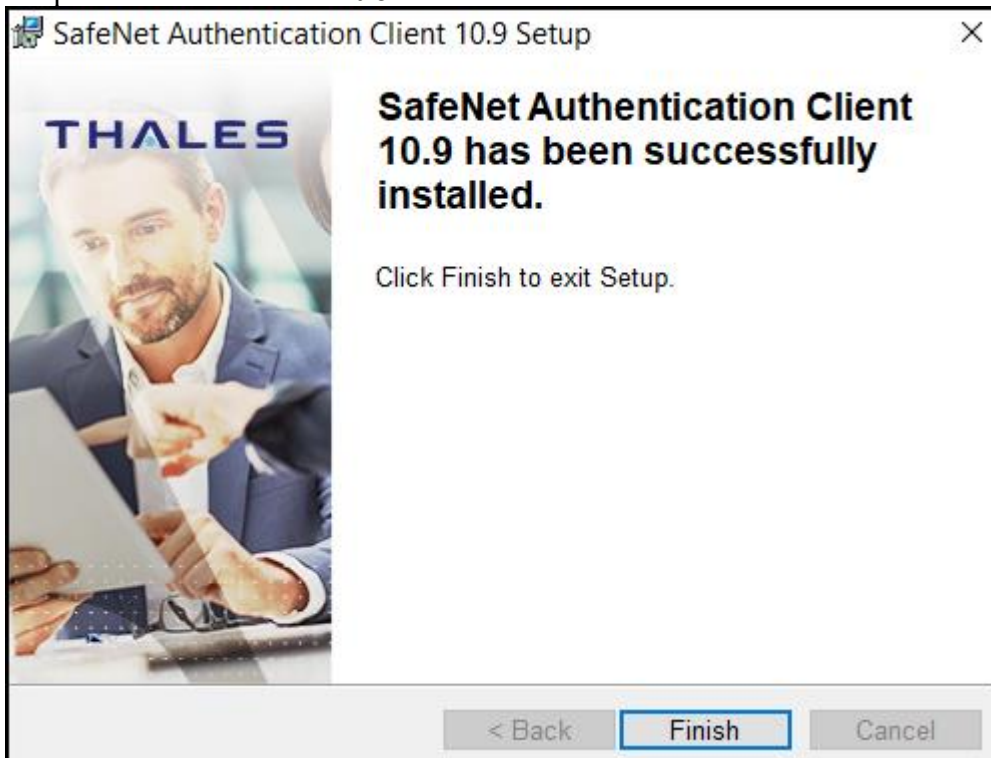 SafeNet Authentication Client 10.9 Setup
THALES
SafeNet Authentication Client
10.9 has been successfully
installed.
Click Finish to exit Setup.
< Back
Finish
Cancel